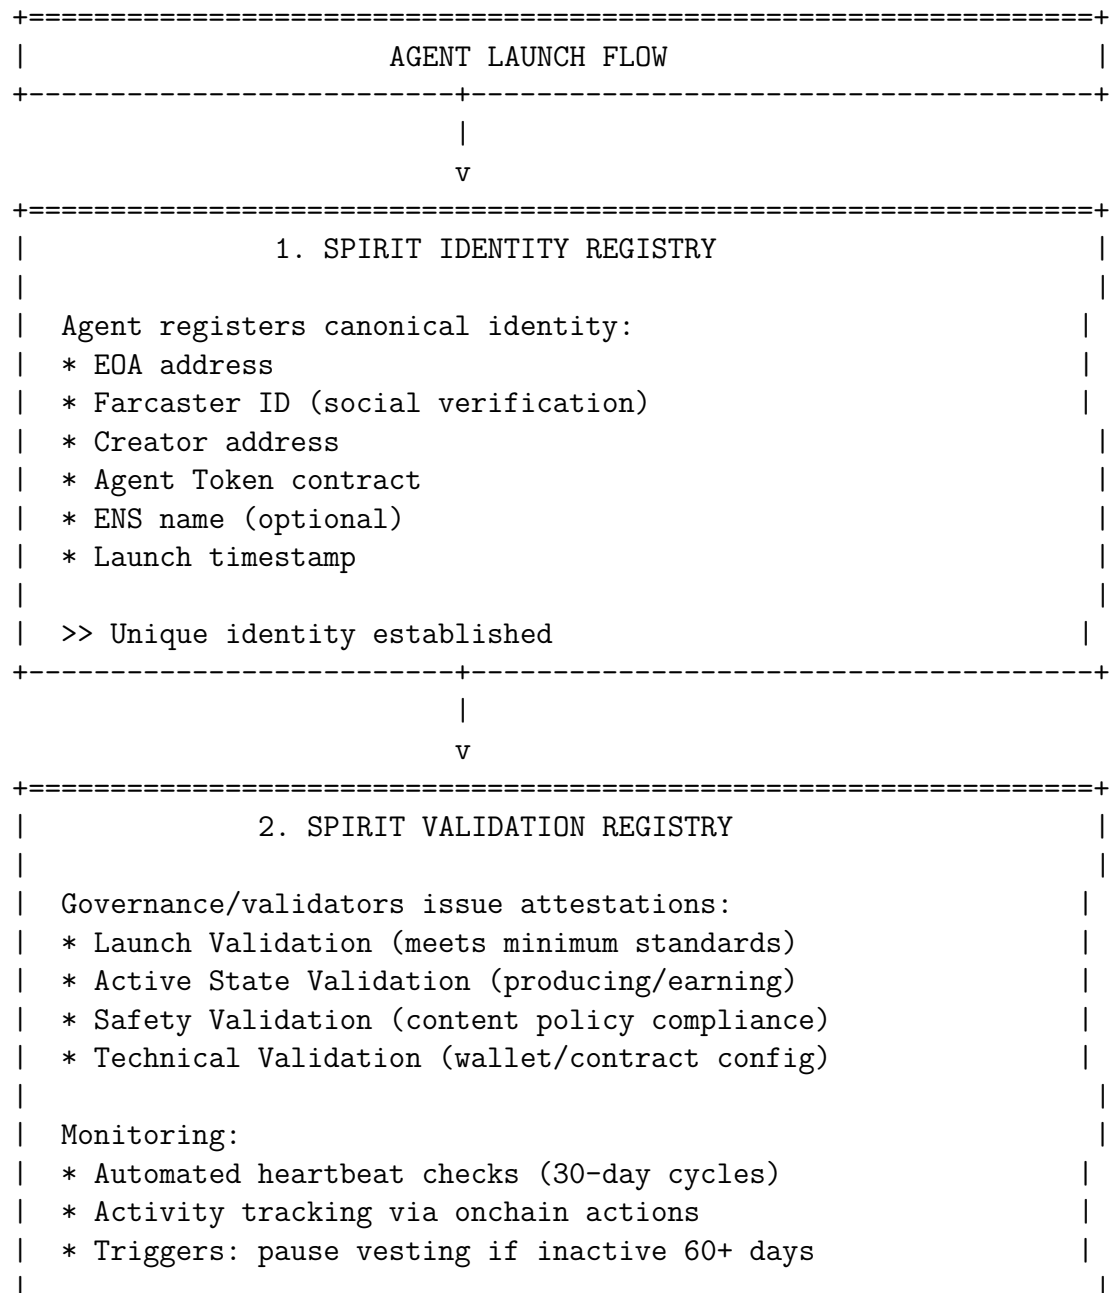 +==================================================================+
|                       AGENT LAUNCH FLOW                           |
+--------------------------+---------------------------------------+
                           |
                           v
+==================================================================+
|                1. SPIRIT IDENTITY REGISTRY                        |
|                                                                   |
|  Agent registers canonical identity:                             |
|  * EOA address                                                   |
|  * Farcaster ID (social verification)                            |
|  * Creator address                                                |
|  * Agent Token contract                                           |
|  * ENS name (optional)                                            |
|  * Launch timestamp                                               |
|                                                                   |
|  >> Unique identity established                                  |
+--------------------------+---------------------------------------+
                           |
                           v
+==================================================================+
|               2. SPIRIT VALIDATION REGISTRY                       |
|                                                                   |
|  Governance/validators issue attestations:                       |
|  * Launch Validation (meets minimum standards)                   |
|  * Active State Validation (producing/earning)                   |
|  * Safety Validation (content policy compliance)                 |
|  * Technical Validation (wallet/contract config)                 |
|                                                                   |
|  Monitoring:                                                      |
|  * Automated heartbeat checks (30-day cycles)                    |
|  * Activity tracking via onchain actions                         |
|  * Triggers: pause vesting if inactive 60+ days                  |
|                                                                   |